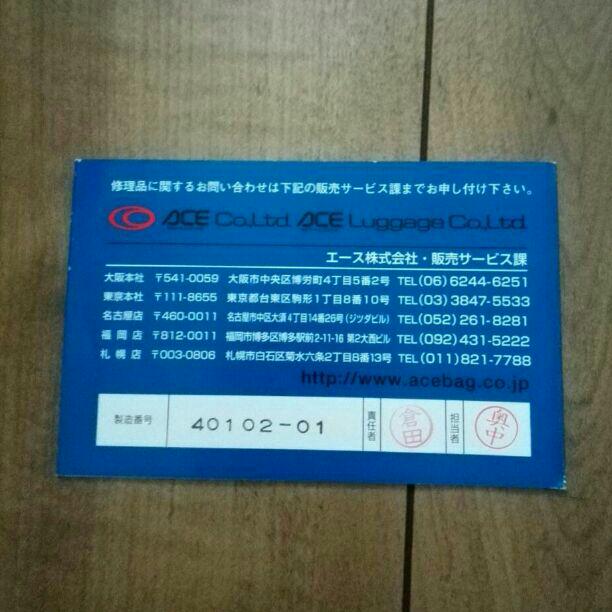 修理品に関するお問い合わせは下記の販売サービス課までお申し付け下さい。
ACE Co.,Ltd. ACE Luggage Co.,Ltd.
エース株式会社・販売サービス課
大阪本社 〒541-0059 大阪市中央区博労町4丁目5番2号 TEL(06)6244-6251
東京本社 〒111-8655 東京都台東区駒形1丁目8番10号 TEL(03)3847-5533
名古屋店 〒460-0011 名古屋市中区大須4丁目14番26号(ジツダビル) TEL(052)261-8281
福岡店 〒812-0011 福岡市博多区博多駅前2-11-16 第2大西ビル TEL(092)431-5222
札幌店 〒003-0806 札幌市白石区菊水六条2丁目8番13号 TEL(011)821-7788
http://www.acebag.co.jp
製造番号 40102-01 責任者 倉田 担当者 奥中